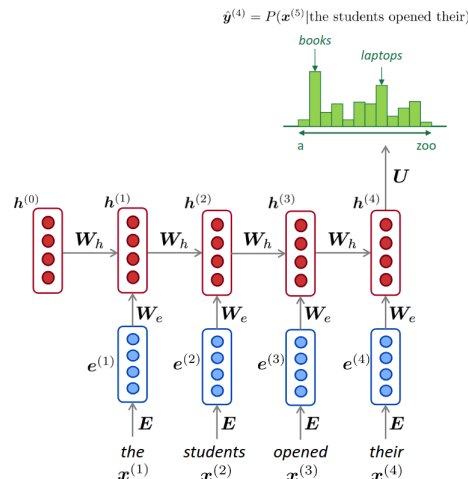 ŷ⁽⁴⁾ = P(x⁽⁵⁾|the students opened their)
books
laptops
a zoo
U
h⁽⁰⁾ h⁽¹⁾ h⁽²⁾ h⁽³⁾ h⁽⁴⁾
W_h W_h W_h W_h
W_e W_e W_e W_e
e⁽¹⁾ e⁽²⁾ e⁽³⁾ e⁽⁴⁾
E E E E
the students opened their
x⁽¹⁾ x⁽²⁾ x⁽³⁾ x⁽⁴⁾